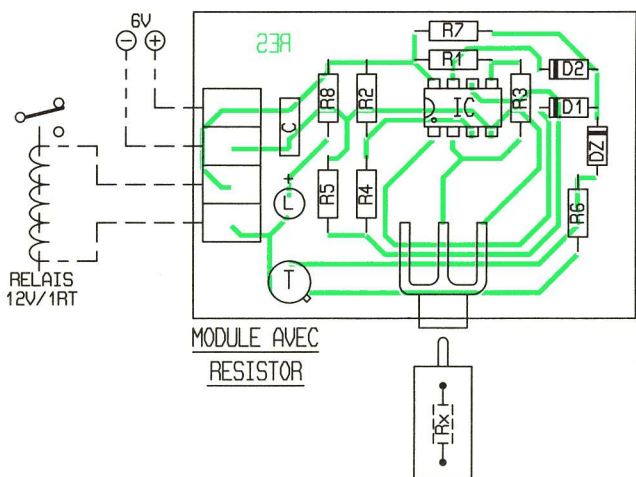 6V
- +
RES
R7
R1
D2
R8
R2
C
IC
R3
D1
DZ
+
L
R5
R4
R6
T
RELAIS
12V/1RT
MODULE AVEC
RESISTOR
Rx